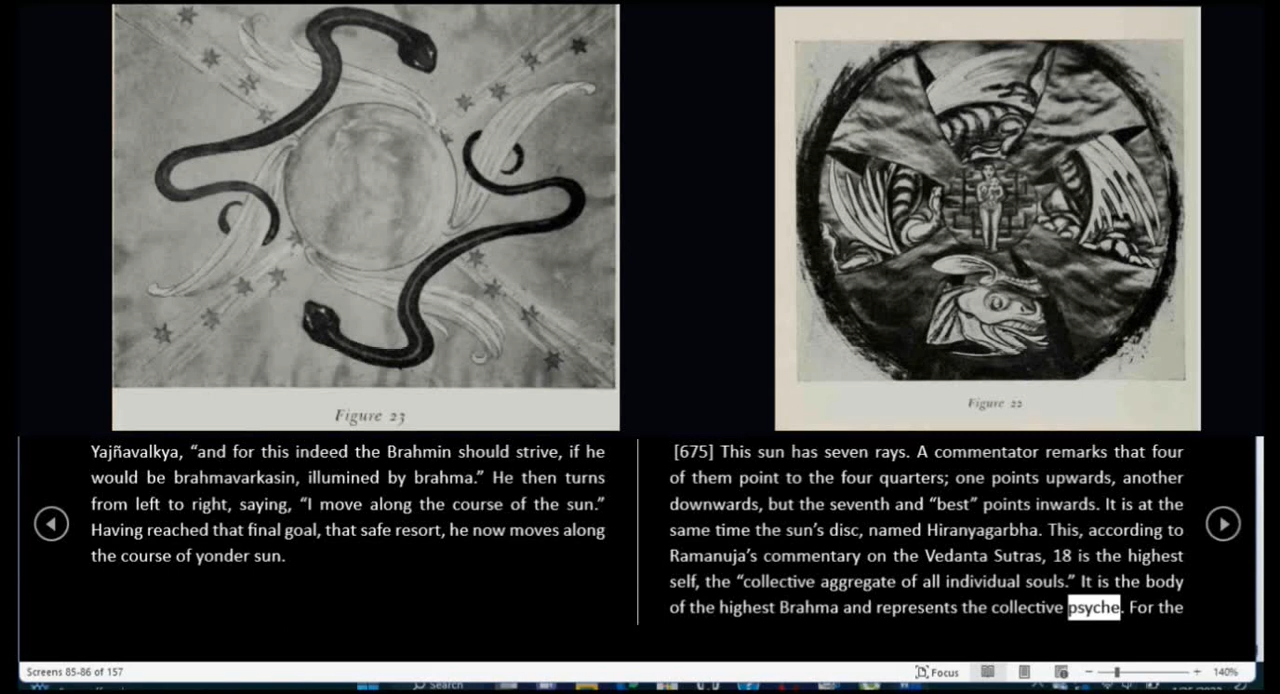 Figure 23
Figure 22
Yajñavalkya, “and for this indeed the Brahmin should strive, if he
would be brahmavarkasin, illumined by brahma.” He then turns
from left to right, saying, “I move along the course of the sun.”
Having reached that final goal, that safe resort, he now moves along
the course of yonder sun.
[675] This sun has seven rays. A commentator remarks that four
of them point to the four quarters; one points upwards, another
downwards, but the seventh and “best” points inwards. It is at the
same time the sun’s disc, named Hiranyagarbha. This, according to
Ramanuja’s commentary on the Vedanta Sutras, 18 is the highest
self, the “collective aggregate of all individual souls.” It is the body
of the highest Brahma and represents the collective psyche. For the
Screens 85-86 of 157
Focus
140%
Search